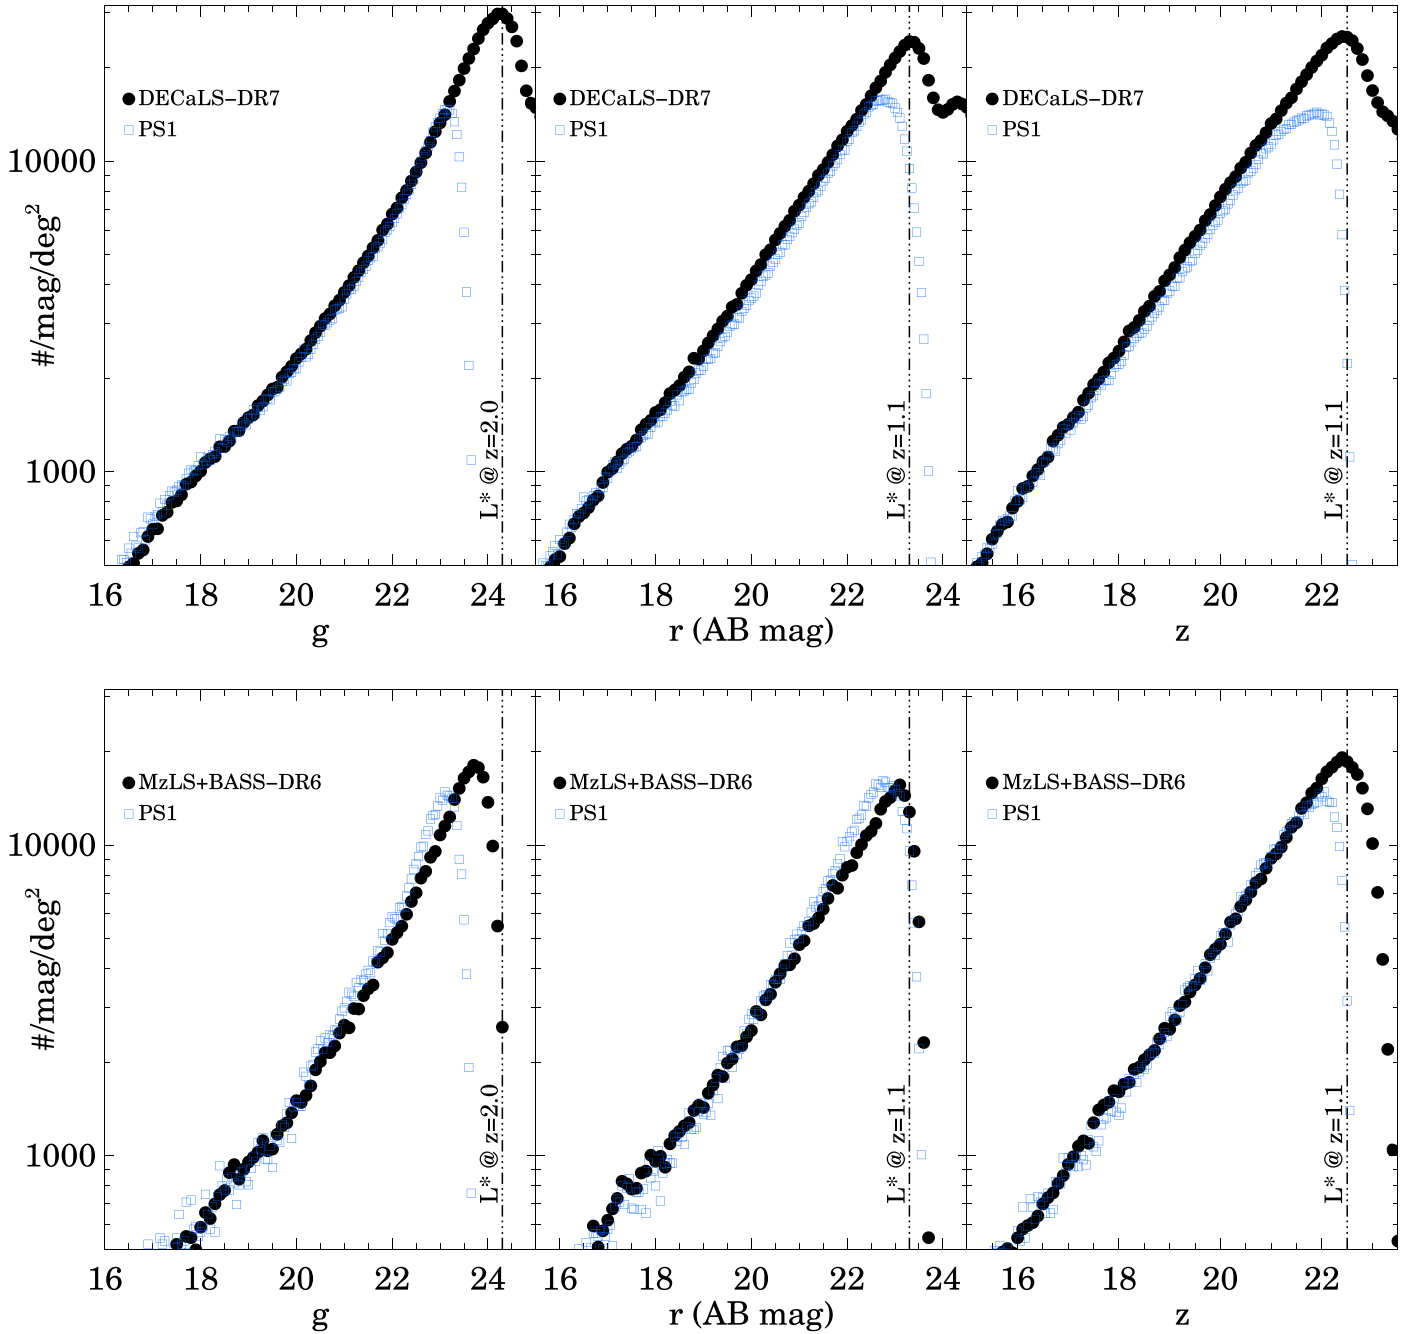 DECaLS-DR7
PS1
DECaLS-DR7
PS1
DECaLS-DR7
PS1
10000
1000
#/mag/deg²
L* @ z=2.0
L* @ z=1.1
L* @ z=1.1
16 18 20 22 24
16 18 20 22 24
16 18 20 22
g
r (AB mag)
z
MzLS+BASS-DR6
PS1
MzLS+BASS-DR6
PS1
MzLS+BASS-DR6
PS1
10000
1000
#/mag/deg²
L* @ z=2.0
L* @ z=1.1
L* @ z=1.1
16 18 20 22 24
16 18 20 22 24
16 18 20 22
g
r (AB mag)
z